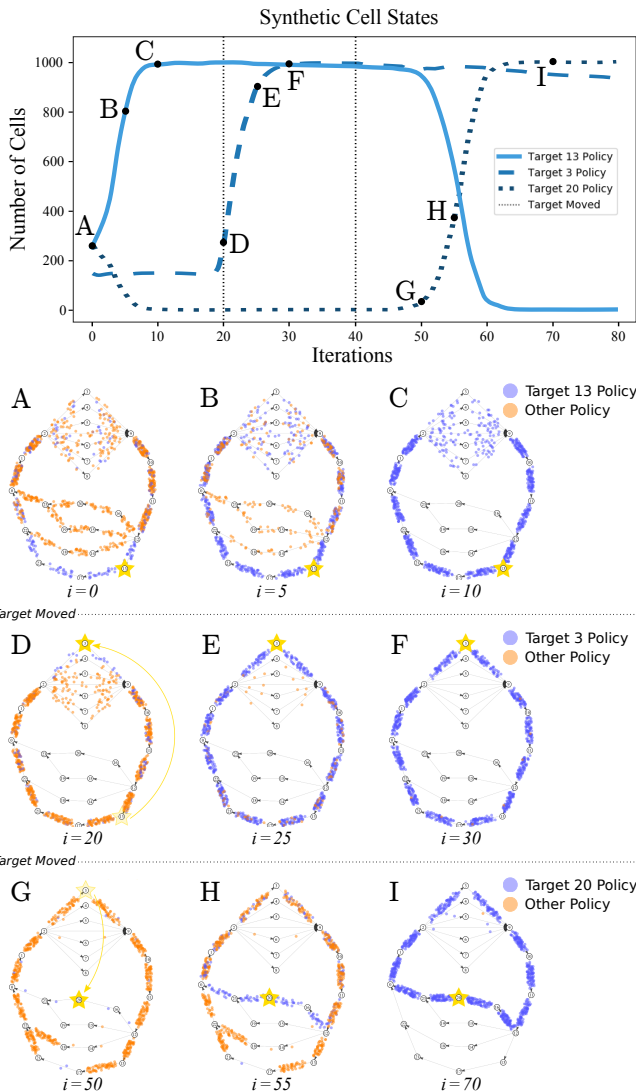 Synthetic Cell States
Number of Cells
1000
800
600
400
200
0
A
B
C
D
E
F
G
H
I
Target 13 Policy
Target 3 Policy
Target 20 Policy
Target Moved
0 10 20 30 40 50 60 70 80
Iterations
A B C
Target 13 Policy
Other Policy
i=0 i=5 i=10
Target Moved
D E F
Target 3 Policy
Other Policy
i=20 i=25 i=30
Target Moved
G H I
Target 20 Policy
Other Policy
i=50 i=55 i=70